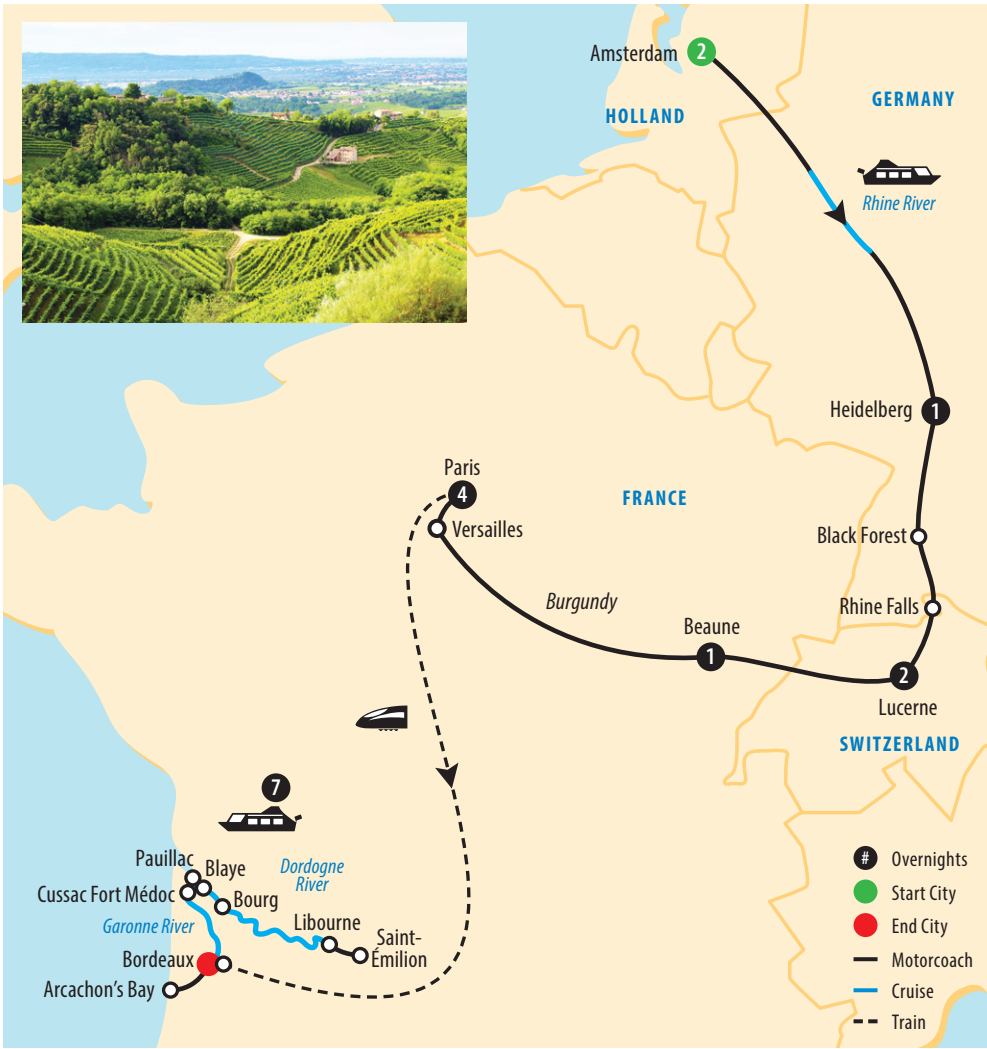 Amsterdam
2
HOLLAND
GERMANY
Rhine River
Heidelberg
1
Paris
4
FRANCE
Versailles
Black Forest
Burgundy
Rhine Falls
Beaune
1
2
Lucerne
SWITZERLAND
7
Pauillac
Blaye
Dordogne
River
Cussac Fort Médoc
Bourg
Garonne River
Libourne
Saint-
Émilion
Bordeaux
Arcachon's Bay
# Overnights
Start City
End City
Motorcoach
Cruise
Train